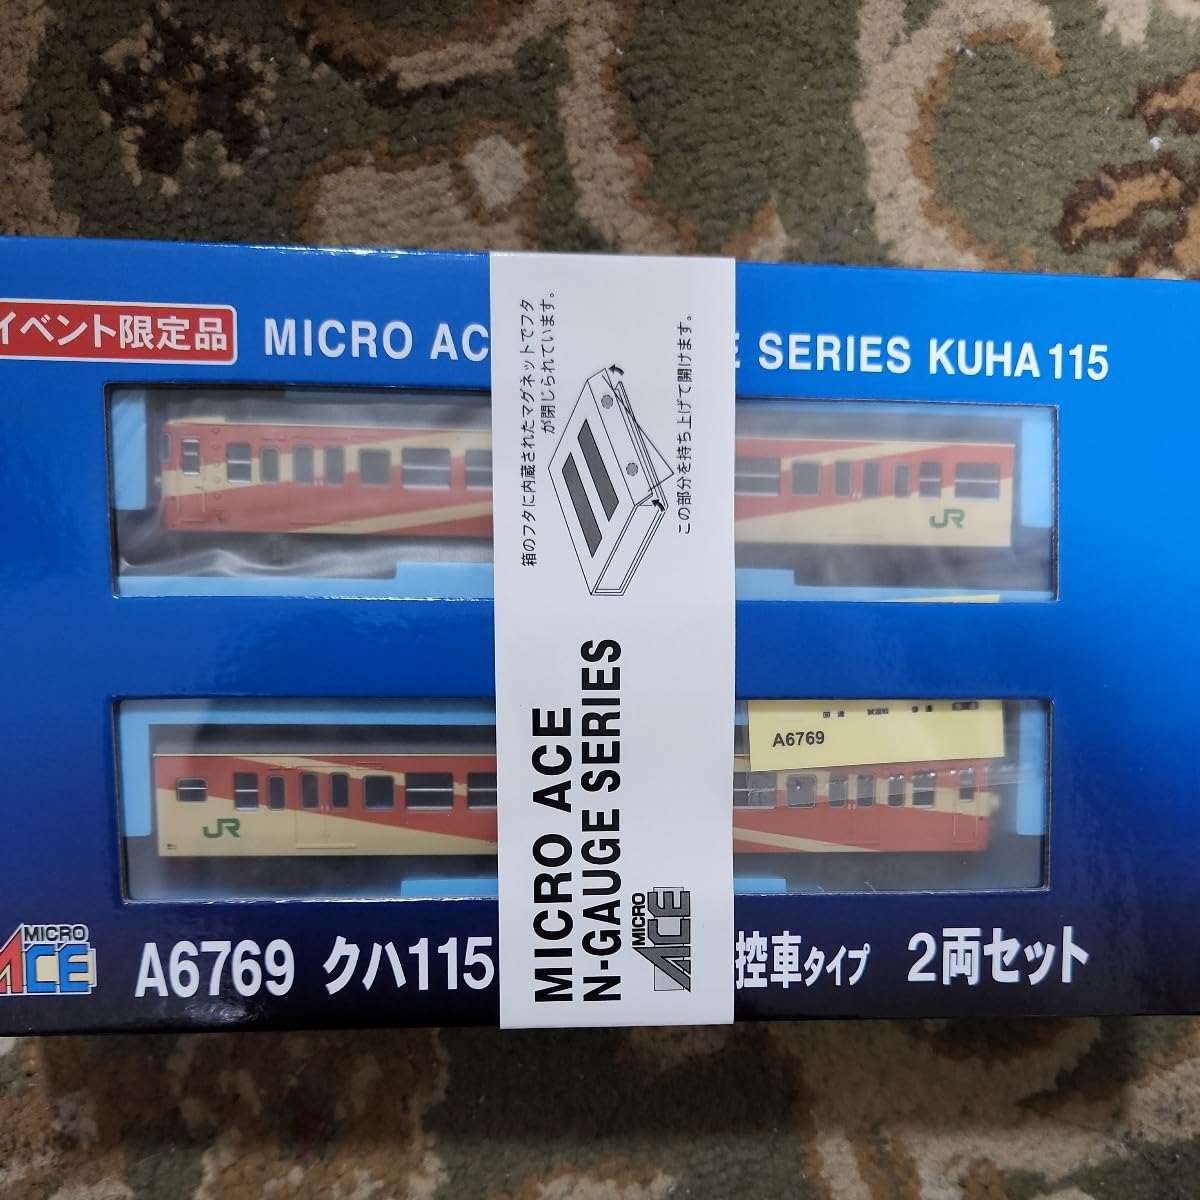 イベント限定品
MICRO AC
E SERIES KUHA 115
箱のフタに内蔵されたマグネットでフタ
が閉じられています。
この部分を持ち上げて開けます。
JR
JR
A6769
MICRO ACE
N-GAUGE SERIES
MICRO
ACE
MICRO
ACE
A6769 クハ115
控車タイプ 2両セット